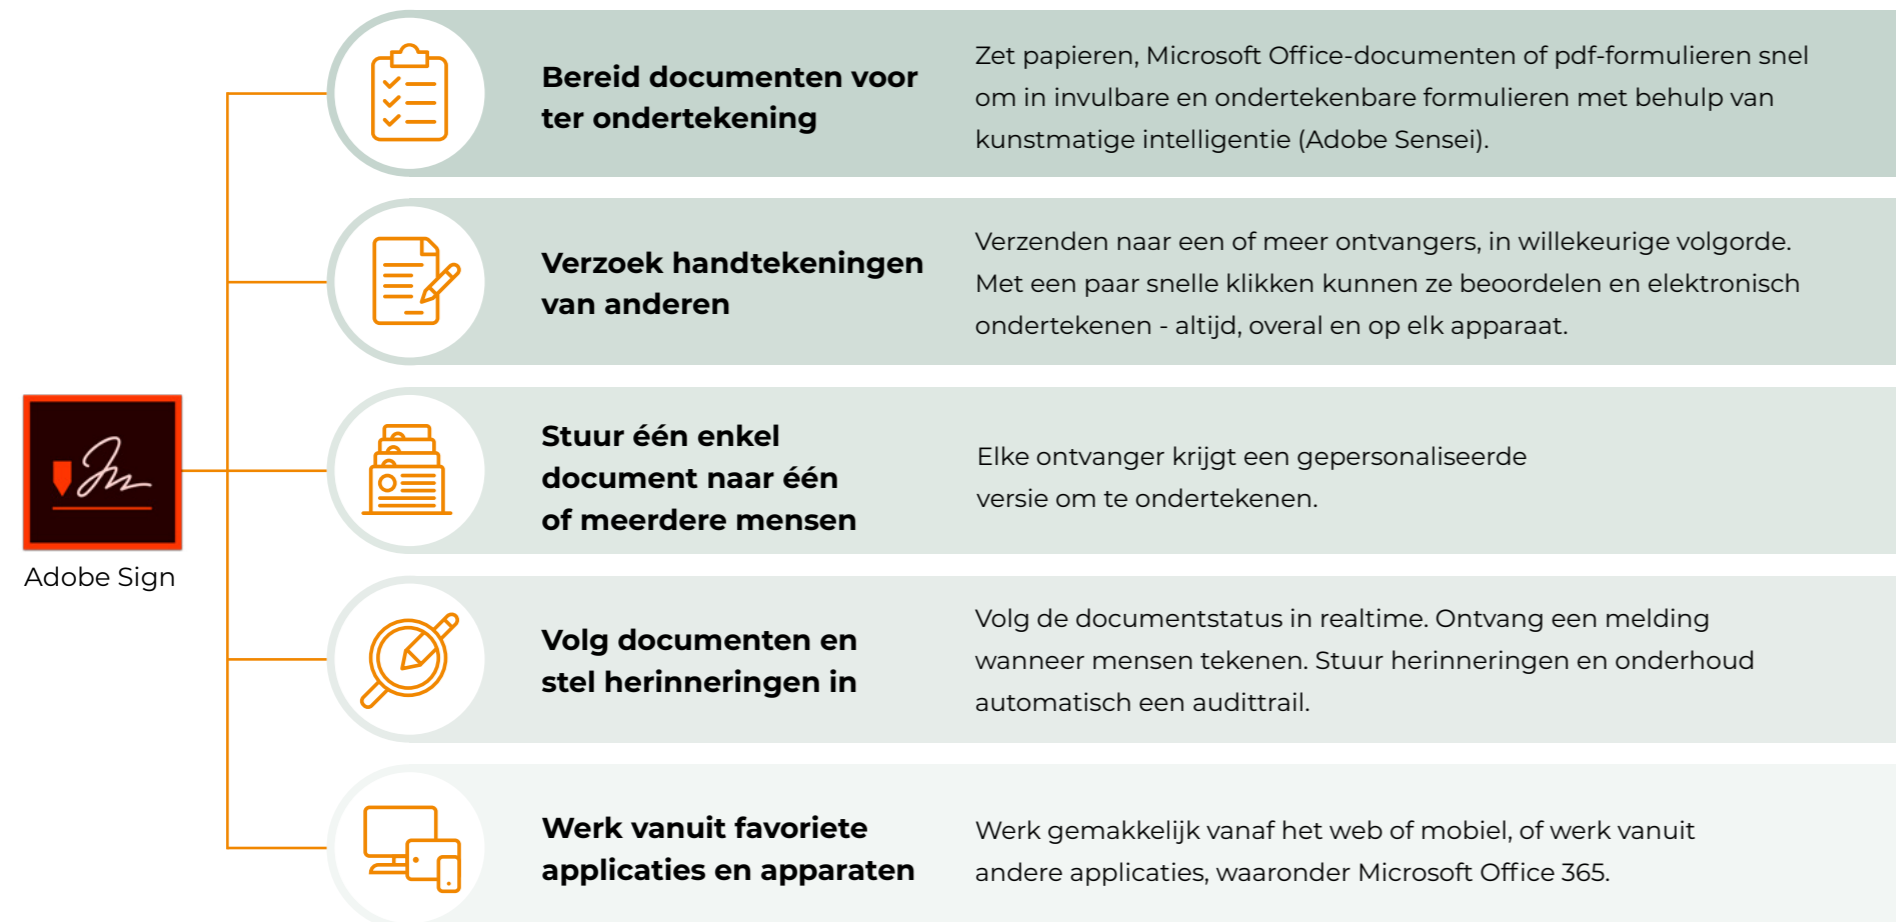 Bereid documenten voor
ter ondertekening
Zet papieren, Microsoft Office-documenten of pdf-formulieren snel
om in invulbare en ondertekenbare formulieren met behulp van
kunstmatige intelligentie (Adobe Sensei).
Verzoek handtekeningen
van anderen
Verzenden naar een of meer ontvangers, in willekeurige volgorde.
Met een paar snelle klikken kunnen ze beoordelen en elektronisch
ondertekenen - altijd, overal en op elk apparaat.
Adobe Sign
Stuur één enkel
document naar één
of meerdere mensen
Elke ontvanger krijgt een gepersonaliseerde
versie om te ondertekenen.
Volg documenten en
stel herinneringen in
Volg de documentstatus in realtime. Ontvang een melding
wanneer mensen tekenen. Stuur herinneringen en onderhoud
automatisch een audittrail.
Werk vanuit favoriete
applicaties en apparaten
Werk gemakkelijk vanaf het web of mobiel, of werk vanuit
andere applicaties, waaronder Microsoft Office 365.